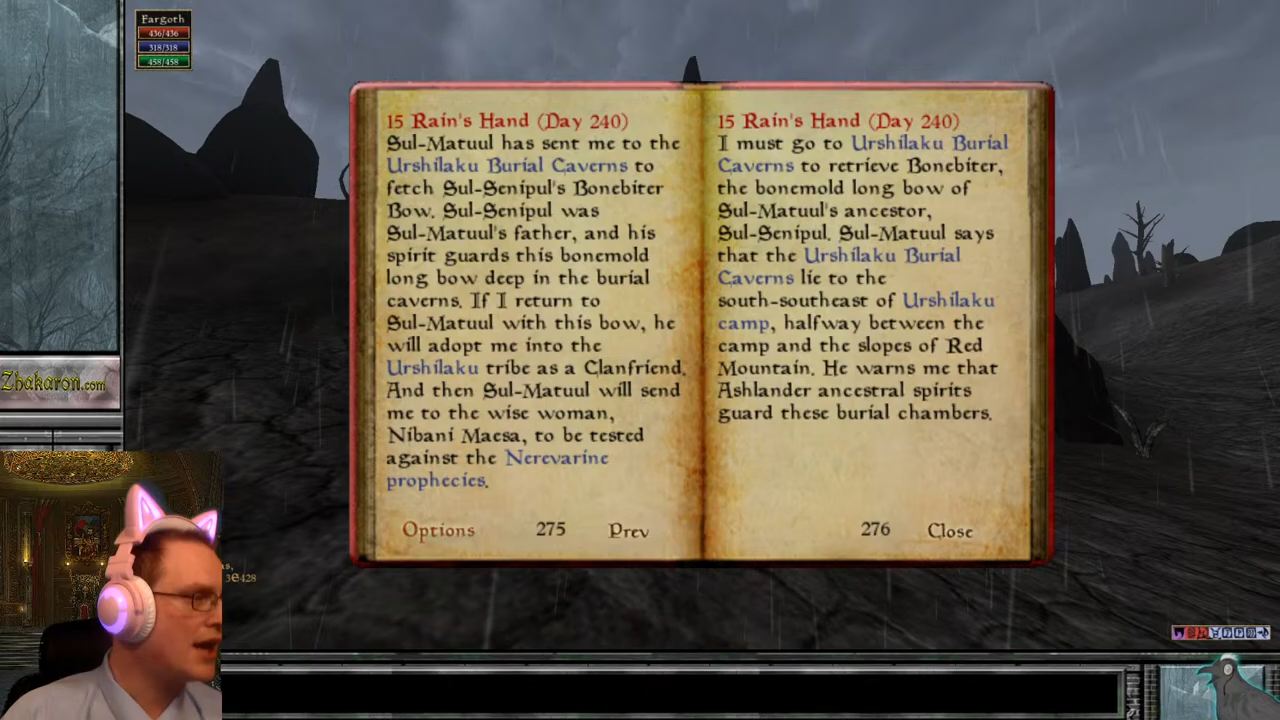 Fargoth
436/436
318/318
458/458
15 Rain's Hand (Day 240)
Sul-Matuul has sent me to the
Urshilaku Burial Caverns to
fetch Sul-Senipul's Bonebiter
Bow. Sul-Senipul was
Sul-Matuul's father, and his
spirit guards this bonemold
long bow deep in the burial
caverns. If I return to
Sul-Matuul with this bow, he
will adopt me into the
Urshilaku tribe as a Clanfriend.
And then Sul-Matuul will send
me to the wise woman,
Nibani Maesa, to be tested
against the Nerevarine
prophecies.
Options
275
Prev
15 Rain's Hand (Day 240)
I must go to Urshilaku Burial
Caverns to retrieve Bonebiter,
the bonemold long bow of
Sul-Matuul's ancestor,
Sul-Senipul. Sul-Matuul says
that the Urshilaku Burial
Caverns lie to the
south-southeast of Urshilaku
camp, halfway between the
camp and the slopes of Red
Mountain. He warns me that
Ashlander ancestral spirits
guard these burial chambers.
276
Close
Zhakaron.com
3e428